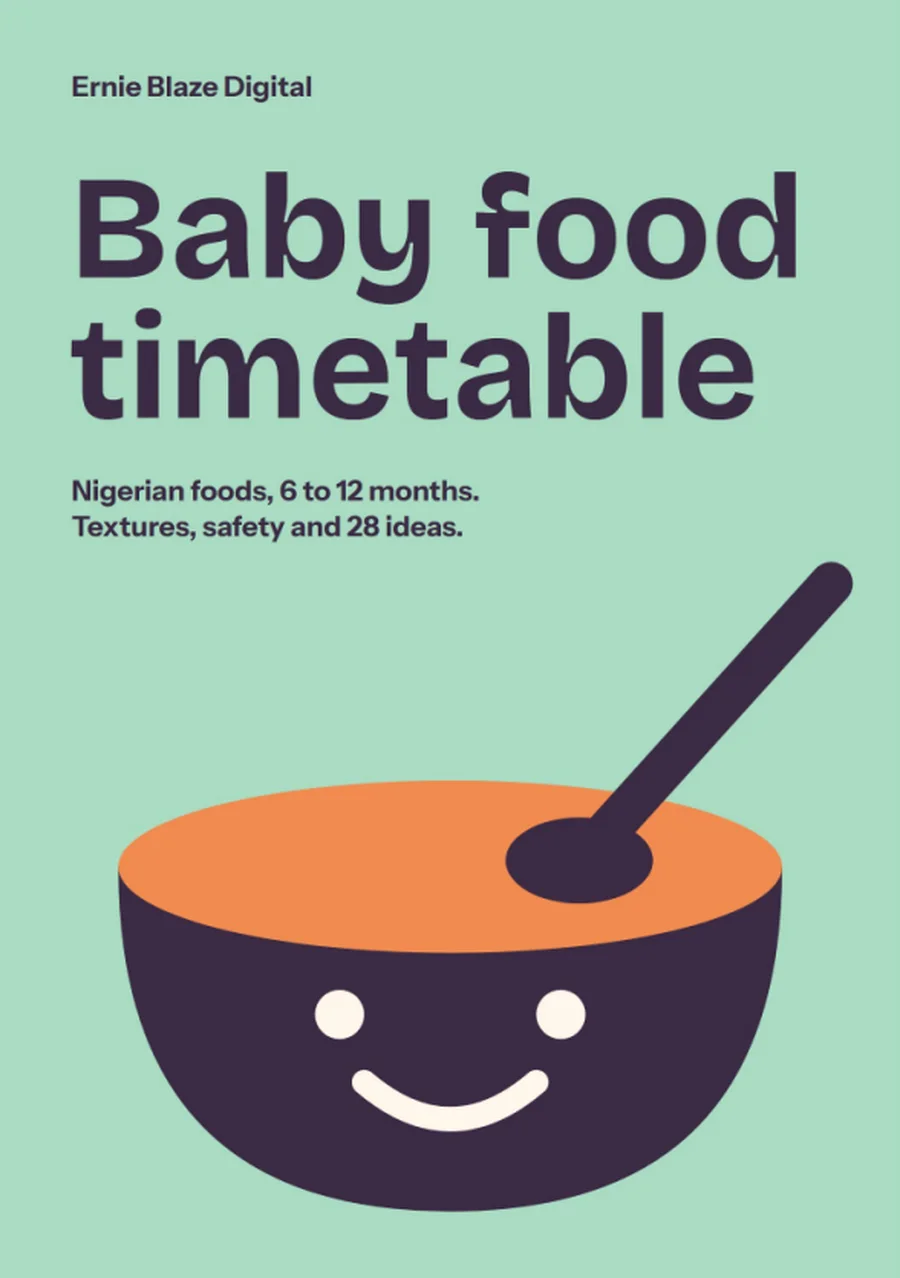 Ernie Blaze Digital
Baby food
timetable
Nigerian foods, 6 to 12 months.
Textures, safety and 28 ideas.